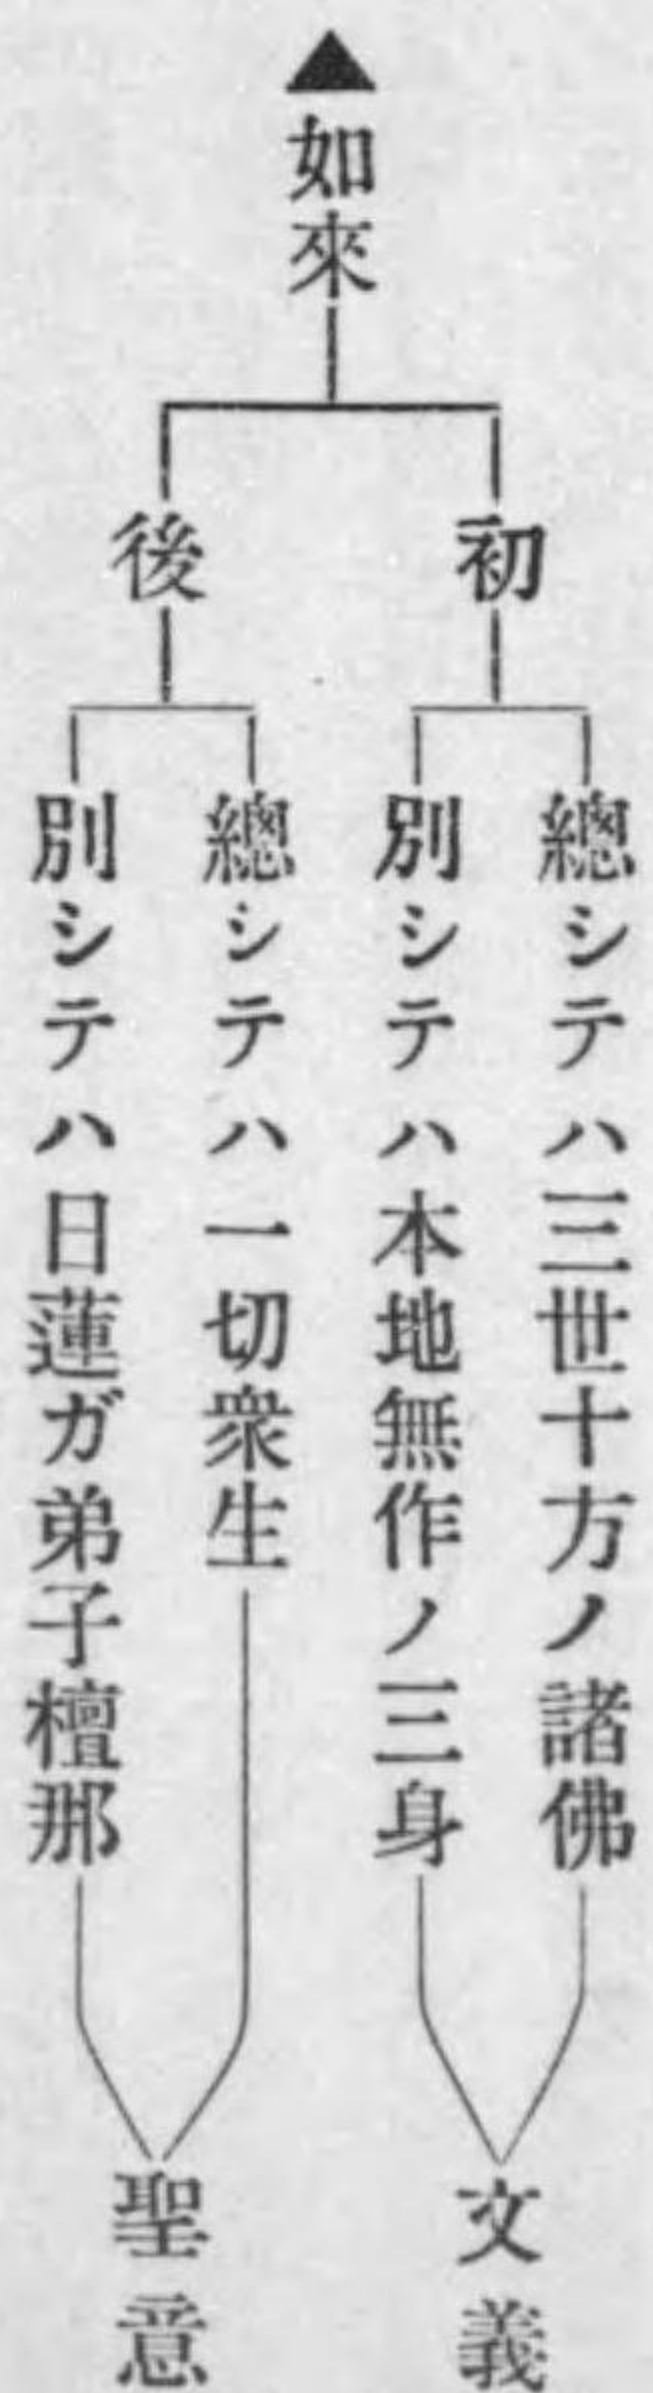 ▲如來
初
總シテハ三世十方ノ諸佛
別シテハ本地無作ノ三身
文義
後
總シテハ一切衆生
別シテハ日蓮ガ弟子檀那
聖意